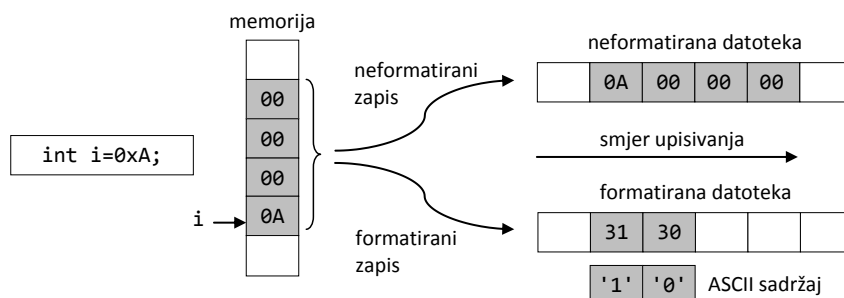 memorija
neformatirana datoteka
neformatirani
zapis
0A 00 00 00
00
00
00
0A
int i=0xA;
i
smjer upisivanja
formatirana datoteka
formatirani
zapis
31 30
'1' '0' ASCII sadržaj